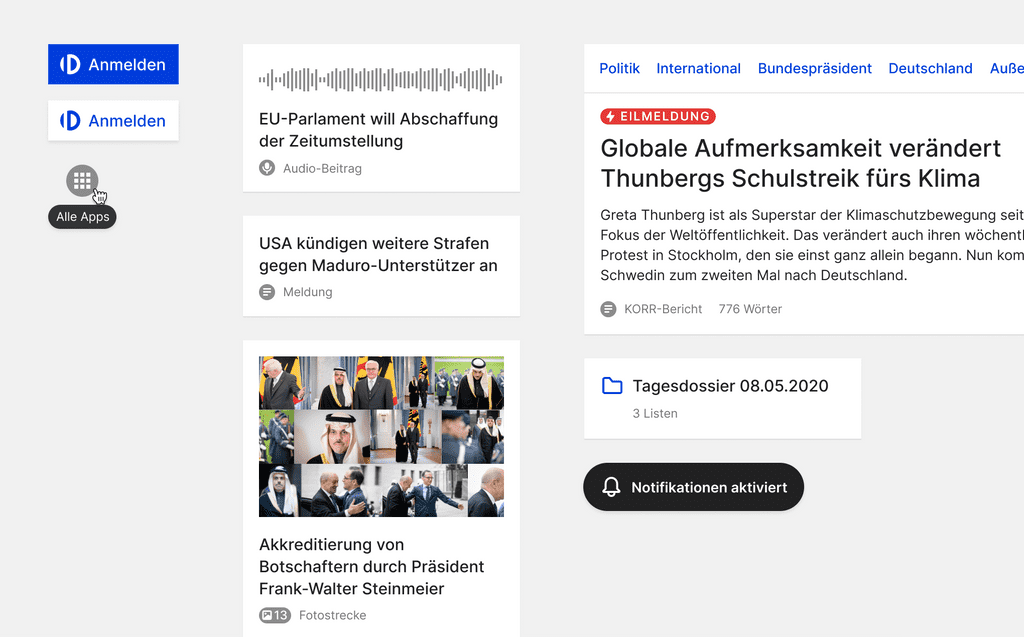 Anmelden
Anmelden
Alle Apps
EU-Parlament will Abschaffung
der Zeitumstellung
Audio-Beitrag
USA kündigen weitere Strafen
gegen Maduro-Unterstützer an
Meldung
Akkreditierung von
Botschaftern durch Präsident
Frank-Walter Steinmeier
13 Fotostrecke
Politik International Bundespräsident Deutschland Auße
EILMELDUNG
Globale Aufmerksamkeit verändert
Thunbergs Schulstreik fürs Klima
Greta Thunberg ist als Superstar der Klimaschutzbewegung seit
Fokus der Weltöffentlichkeit. Das verändert auch ihren wöchentl
Protest in Stockholm, den sie einst ganz allein begann. Nun kom
Schwedin zum zweiten Mal nach Deutschland.
KORR-Bericht 776 Wörter
Tagesdossier 08.05.2020
3 Listen
Notifikationen aktiviert